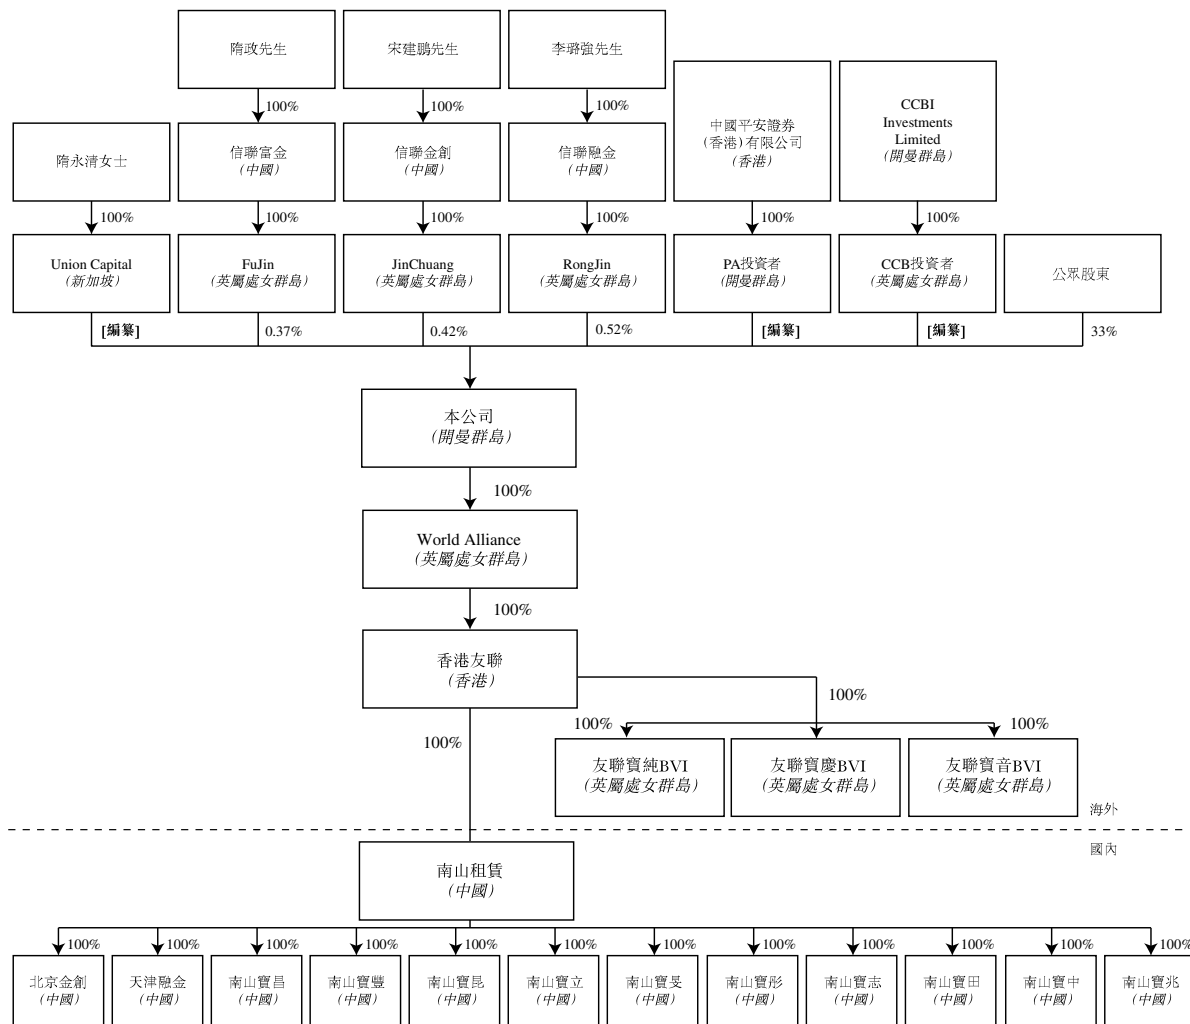 隋政先生
宋建鵬先生
李璐強先生
100%
100%
100%
隋永清女士
信聯富金
(中國)
信聯金創
(中國)
信聯融金
(中國)
中國平安證券
(香港)有限公司
(香港)
CCBI
Investments
Limited
(開曼群島)
100%
100%
100%
100%
100%
100%
Union Capital
(新加坡)
FuJin
(英屬處女群島)
JinChuang
(英屬處女群島)
RongJin
(英屬處女群島)
PA投資者
(開曼群島)
CCB投資者
(英屬處女群島)
公眾股東
[編纂]
0.37%
0.42%
0.52%
[編纂]
[編纂]
33%
本公司
(開曼群島)
100%
World Alliance
(英屬處女群島)
100%
香港友聯
(香港)
100%
100%
100%
100%
友聯寶純BVI
(英屬處女群島)
友聯寶慶BVI
(英屬處女群島)
友聯寶音BVI
(英屬處女群島)
海外
國內
南山租賃
(中國)
100%
100%
100%
100%
100%
100%
100%
100%
100%
100%
100%
100%
北京金創
(中國)
天津融金
(中國)
南山寶昌
(中國)
南山寶豐
(中國)
南山寶昆
(中國)
南山寶立
(中國)
南山寶旻
(中國)
南山寶彤
(中國)
南山寶志
(中國)
南山寶田
(中國)
南山寶中
(中國)
南山寶兆
(中國)